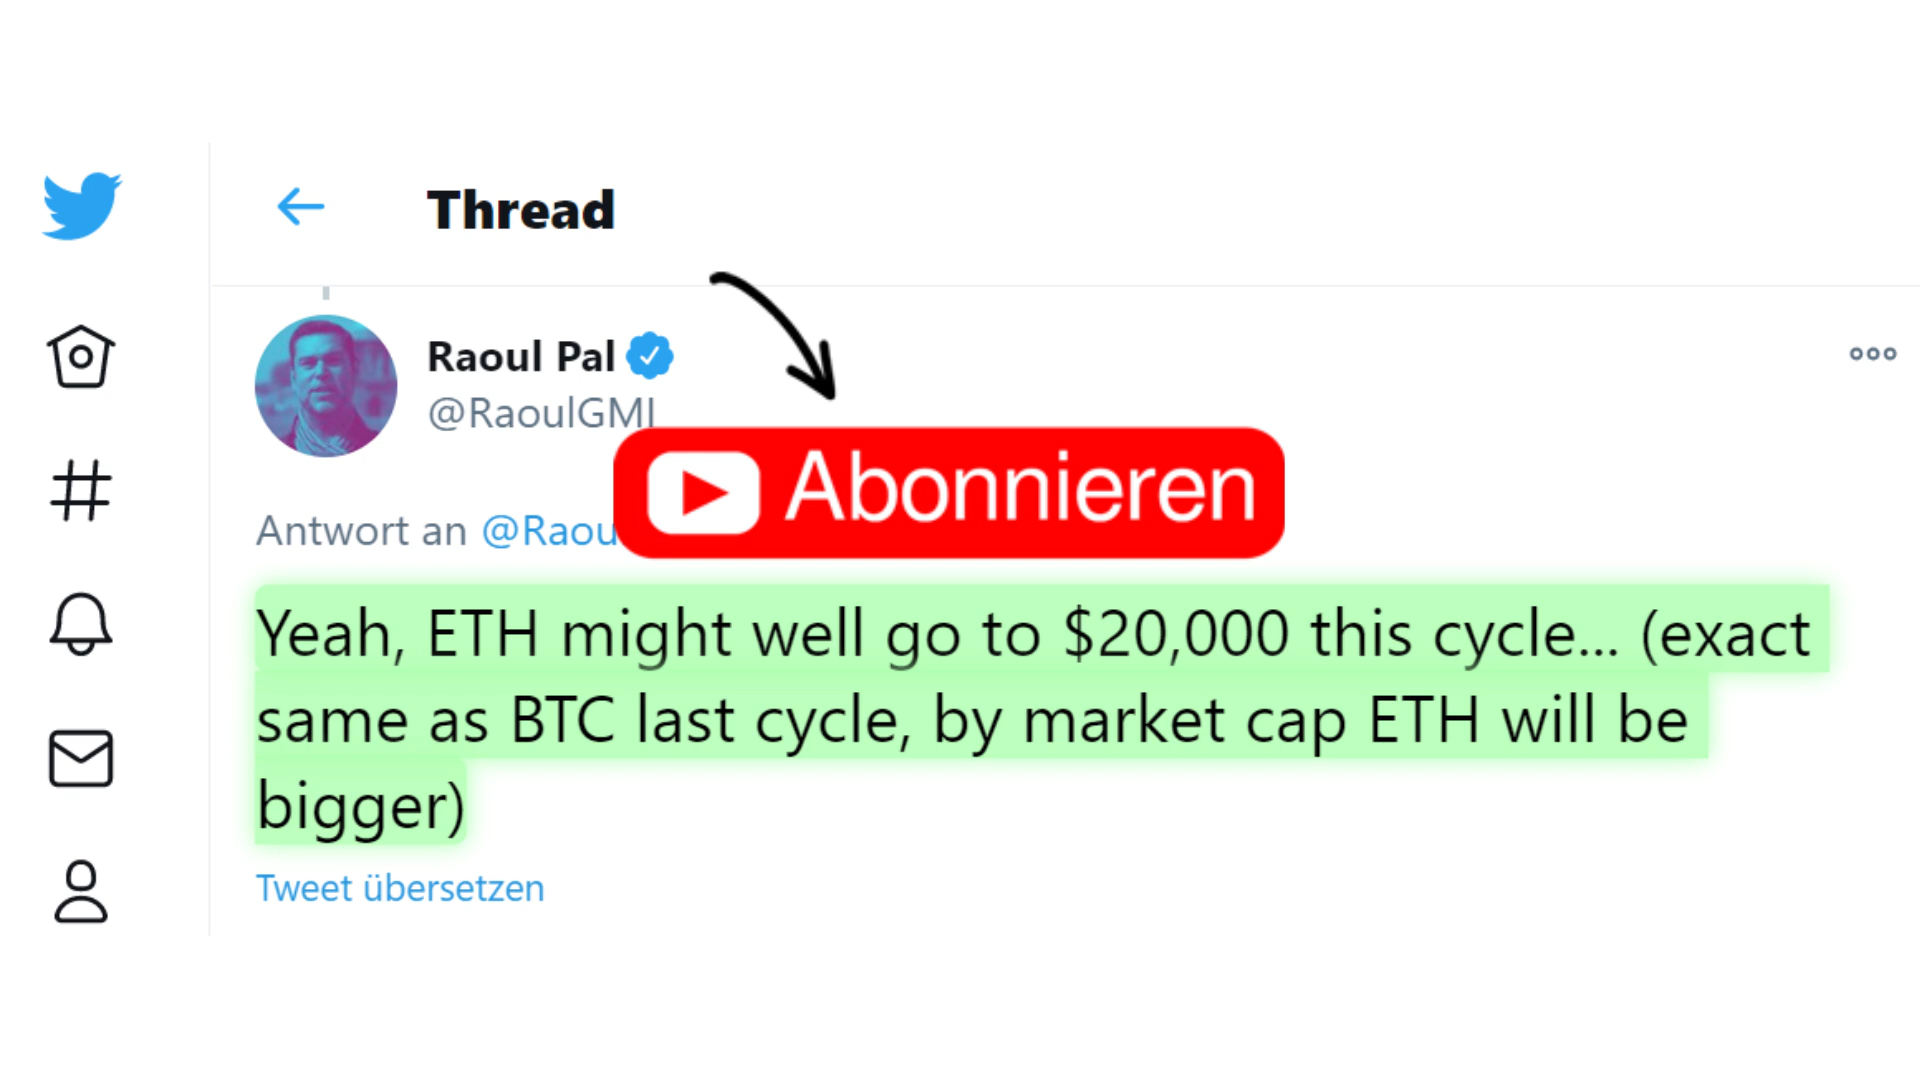 Thread
Raoul Pal
@RaoulGMI
Abonnieren
Antwort an @Raou
Yeah, ETH might well go to $20,000 this cycle... (exact
same as BTC last cycle, by market cap ETH will be
bigger)
Tweet übersetzen